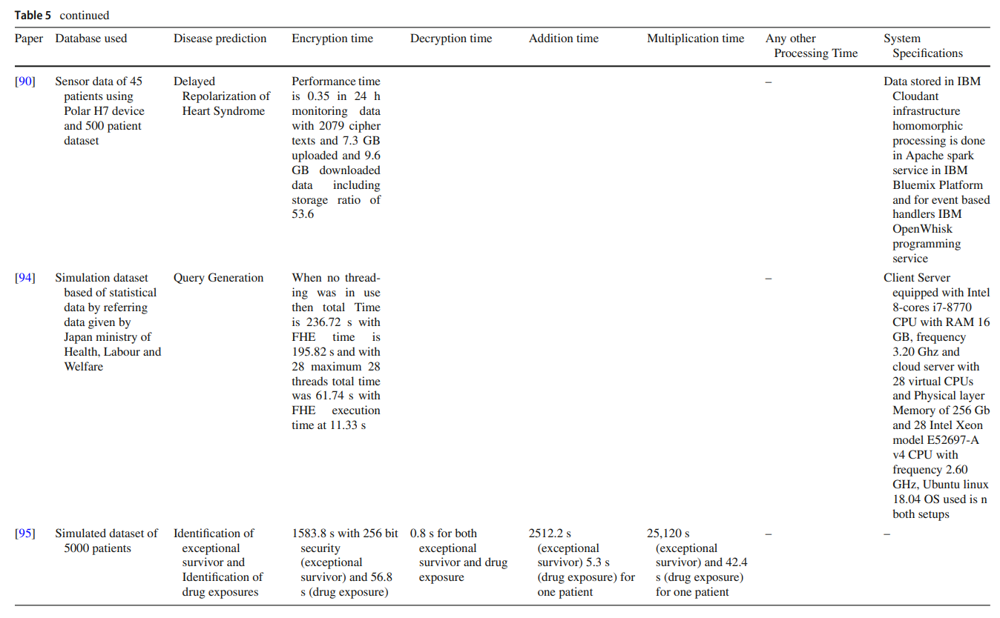 Table 5 continued
Paper
Database used
Disease prediction
Encryption time
Decryption time
Addition time
Multiplication time
Any other
Processing Time
System
Specifications
[90]
Sensor data of 45
patients using
Polar H7 device
and 500 patient
dataset
Delayed
Repolarization of
Heart Syndrome
Performance time
is 0.35 in 24 h
monitoring data
with 2079 cipher
texts and 7.3 GB
uploaded and 9.6
GB downloaded
data including
storage ratio of
53.6
–
Data stored in IBM
Cloudant
infrastructure
homomorphic
processing is done
in Apache spark
service in IBM
Bluemix Platform
and for event based
handlers IBM
OpenWhisk
programming
service
[94]
Simulation dataset
based of statistical
data by referring
data given by
Japan ministry of
Health, Labour and
Welfare
Query Generation
When no thread-
ing was in use
then total Time
is 236.72 s with
FHE time is
195.82 s and with
28 maximum 28
threads total time
was 61.74 s with
FHE execution
time at 11.33 s
–
Client Server
equipped with Intel
8-cores i7-8770
CPU with RAM 16
GB, frequency
3.20 Ghz and
cloud server with
28 virtual CPUs
and Physical layer
Memory of 256 Gb
and 28 Intel Xeon
model E52697-A
v4 CPU with
frequency 2.60
GHz, Ubuntu linux
18.04 OS used is n
both setups
[95]
Simulated dataset of
5000 patients
Identification of
exceptional
survivor and
Identification of
drug exposures
1583.8 s with 256 bit
security
(exceptional
survivor) and 56.8
s (drug exposure)
0.8 s for both
exceptional
survivor and drug
exposure
2512.2 s
(exceptional
survivor) 5.3 s
(drug exposure) for
one patient
25,120 s
(exceptional
survivor) and 42.4
s (drug exposure)
for one patient
–
–